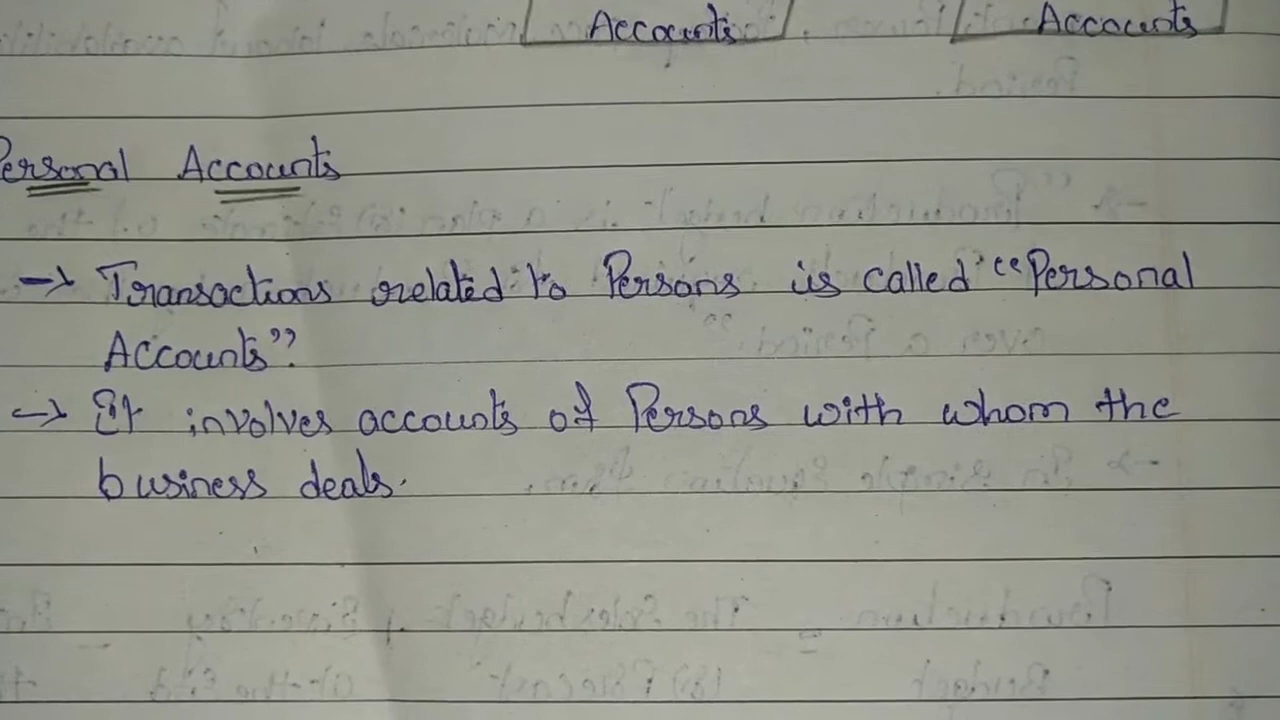 Accounts Accounts
Personal Accounts
→ Transactions related to Persons is called “Personal
Accounts”.
→ It involves accounts of Persons with whom the
business deals.